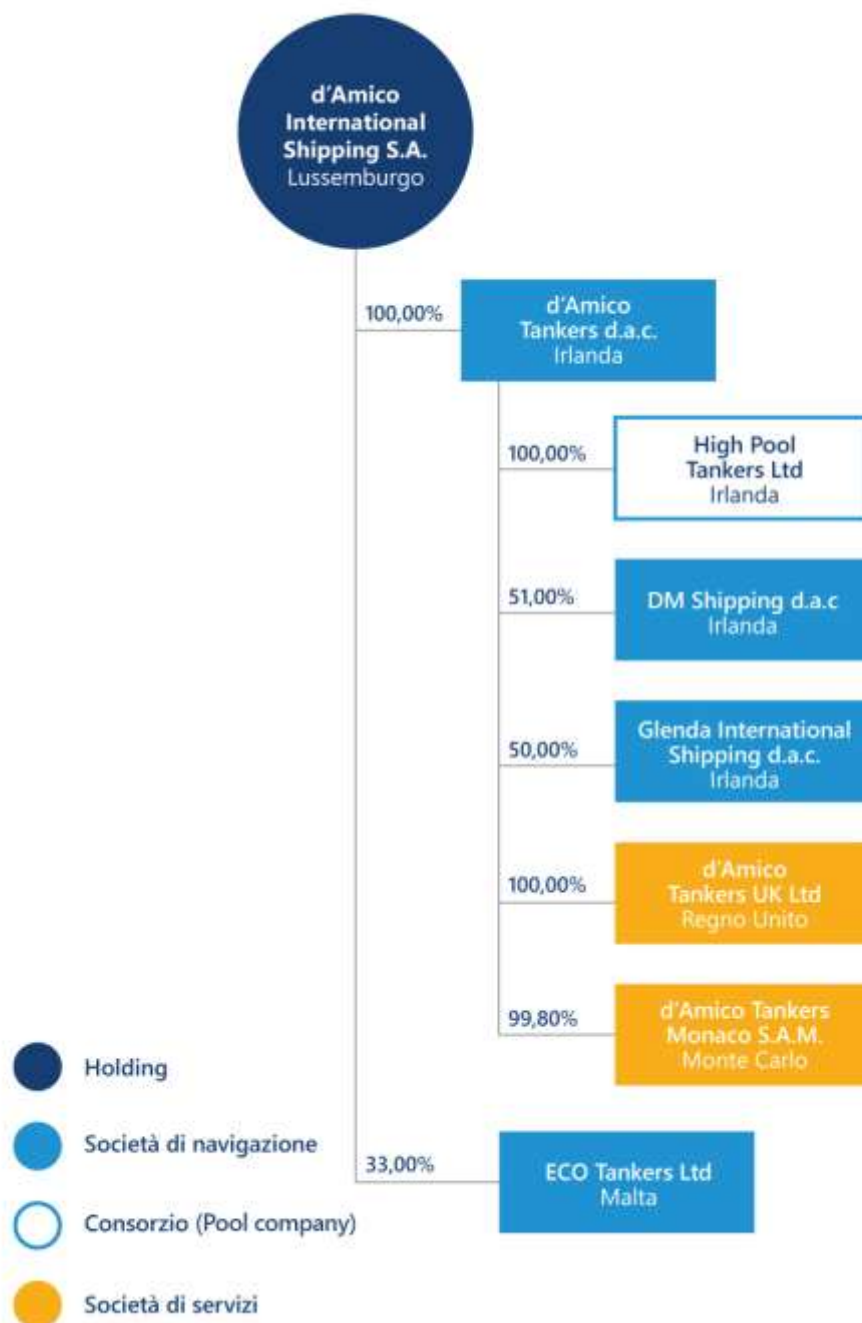 d'Amico
International
Shipping S.A.
Lussemburgo
100,00%
d'Amico
Tankers d.a.c.
Irlanda
100,00%
High Pool
Tankers Ltd
Irlanda
51,00%
DM Shipping d.a.c
Irlanda
50,00%
Glenda International
Shipping d.a.c.
Irlanda
100,00%
d'Amico
Tankers UK Ltd
Regno Unito
99,80%
d'Amico Tankers
Monaco S.A.M.
Monte Carlo
33,00%
ECO Tankers Ltd
Malta
Holding
Società di navigazione
Consorzio (Pool company)
Società di servizi